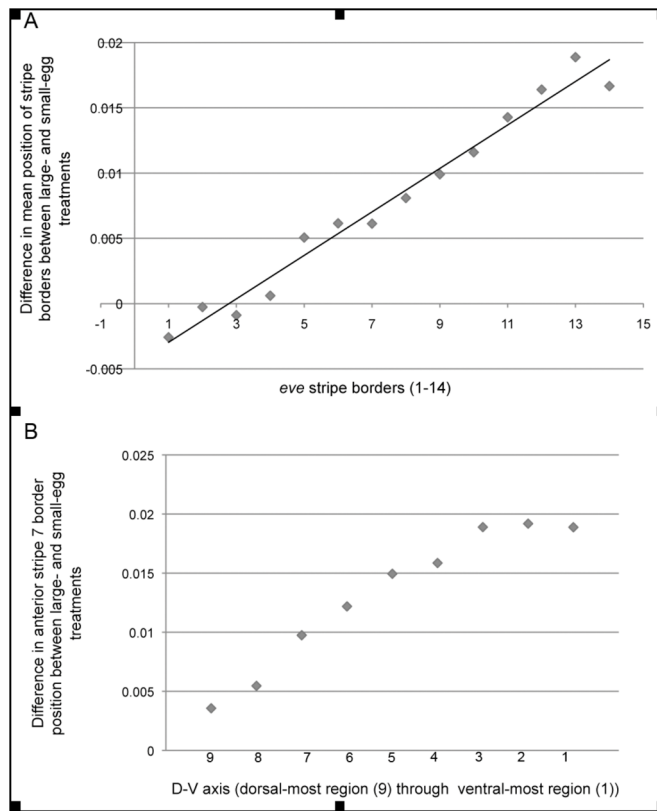 A
Difference in mean position of stripe
borders between large- and small-egg
treatments
0.02
0.015
0.01
0.005
0
-0.005
-1 1 3 5 7 9 11 13 15
eve stripe borders (1-14)
B
Difference in anterior stripe 7 border
position between large- and small-egg
treatments
0.025
0.02
0.015
0.01
0.005
0
9 8 7 6 5 4 3 2 1
D-V axis (dorsal-most region (9) through ventral-most region (1))